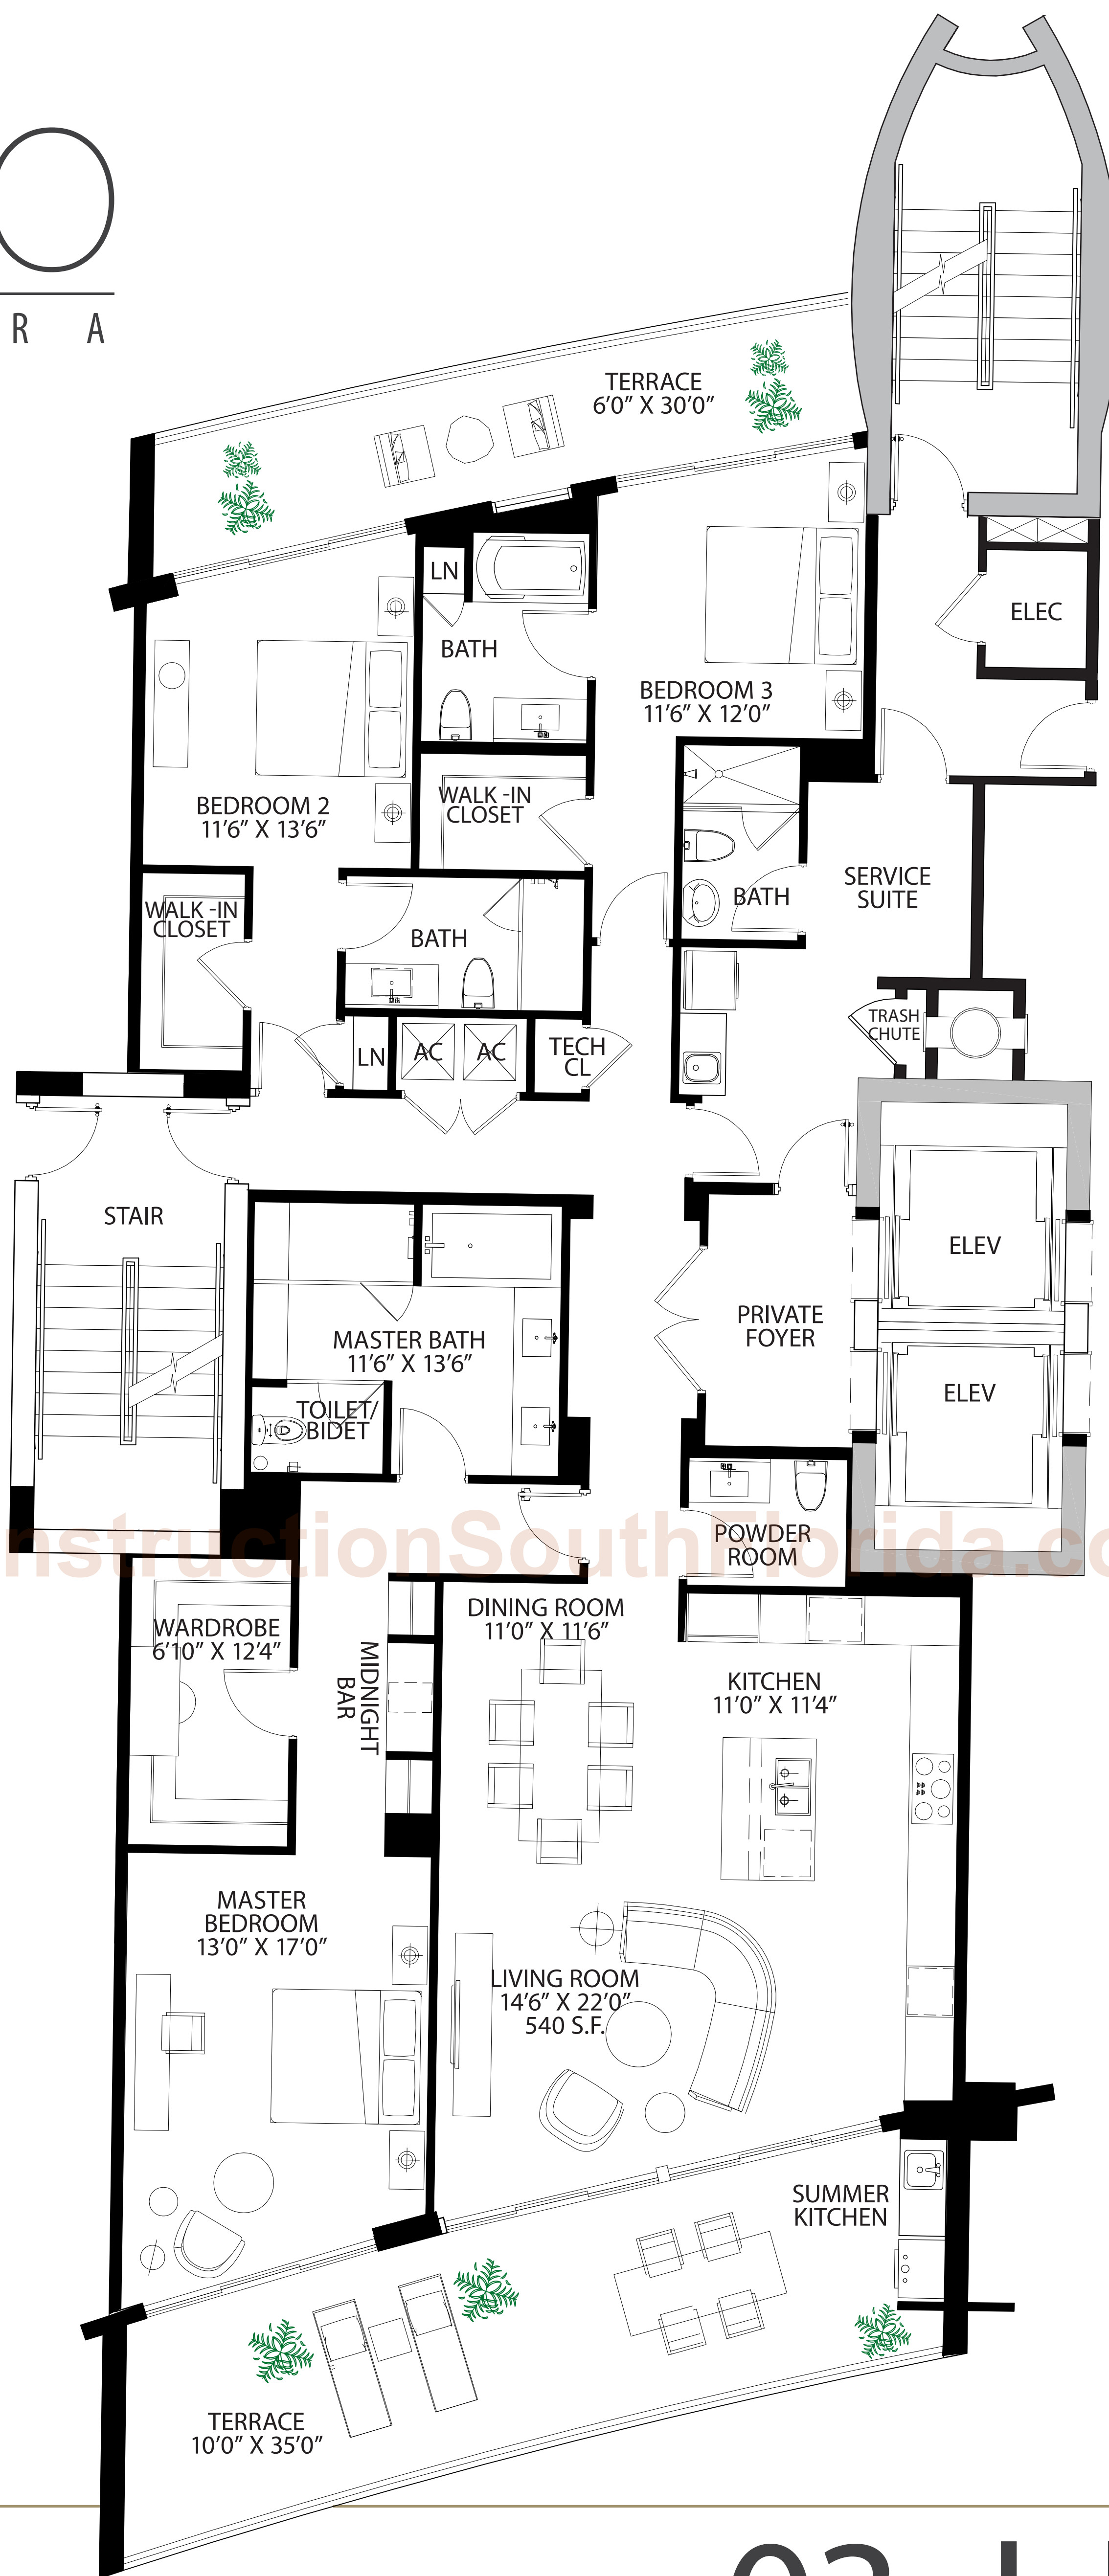 O
R A
TERRACE
6'0" X 30'0"
LN
BATH
ELEC
BEDROOM 3
11'6" X 12'0"
BEDROOM 2
11'6" X 13'6"
WALK -IN
CLOSET
SERVICE
SUITE
BATH
WALK -IN
CLOSET
BATH
TRASH
CHUTE
LN
AC
AC
TECH
CL
STAIR
ELEV
PRIVATE
FOYER
MASTER BATH
11'6" X 13'6"
ELEV
TOILET/
BIDET
POWDER
ROOM
nstructionSouthFlorida.co
DINING ROOM
11'0" X 11'6"
WARDROBE
6'10" X 12'4"
MIDNIGHT
BAR
KITCHEN
11'0" X 11'4"
MASTER
BEDROOM
13'0" X 17'0"
LIVING ROOM
14'6" X 22'0"
540 S.F.
SUMMER
KITCHEN
TERRACE
10'0" X 35'0"